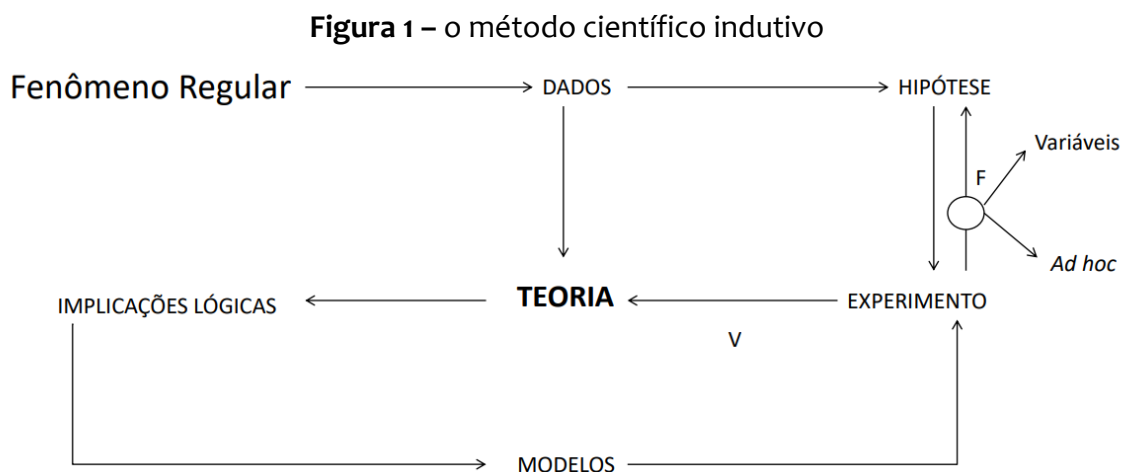 Figura 1 – o método científico indutivo
Fenômeno Regular
DADOS
HIPÓTESE
Variáveis
F
Ad hoc
IMPLICAÇÕES LÓGICAS
TEORIA
EXPERIMENTO
V
MODELOS